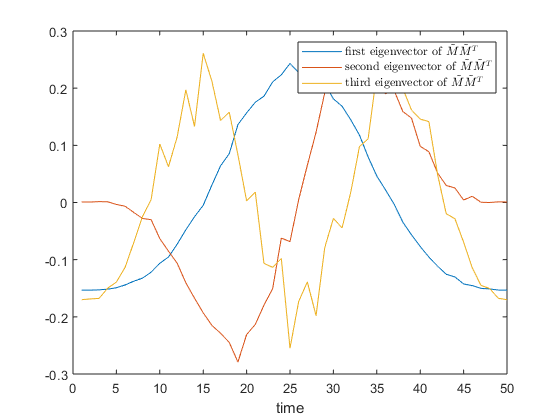 0.3
first eigenvector of M̃M̃ᵀ
second eigenvector of M̃M̃ᵀ
third eigenvector of M̃M̃ᵀ
0.2
0.1
0
-0.1
-0.2
-0.3
0 5 10 15 20 25 30 35 40 45 50
time